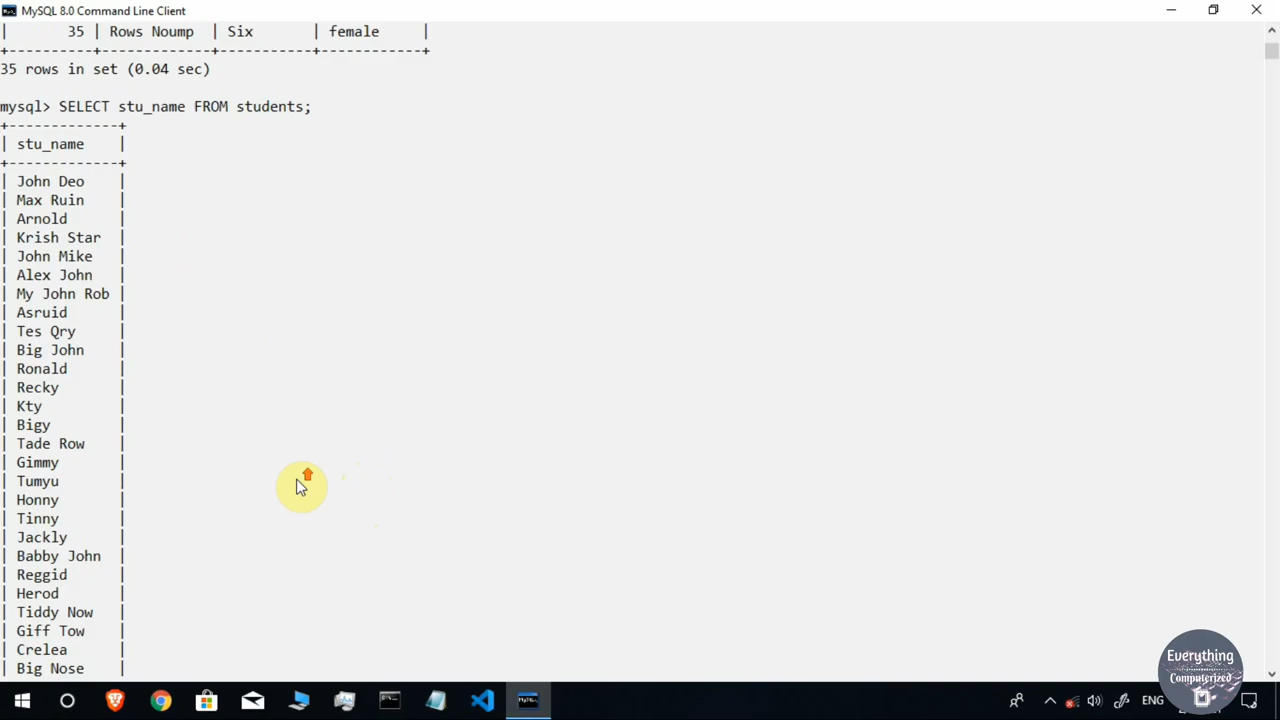 MySQL 8.0 Command Line Client
|       35 | Rows Noump  | Six       | female     |
+----------+-------------+-----------+------------+
35 rows in set (0.04 sec)
mysql> SELECT stu_name FROM students;
+-------------+
| stu_name    |
+-------------+
| John Deo    |
| Max Ruin    |
| Arnold      |
| Krish Star  |
| John Mike   |
| Alex John   |
| My John Rob |
| Asruid      |
| Tes Qry     |
| Big John    |
| Ronald      |
| Recky       |
| Kty         |
| Bigy        |
| Tade Row    |
| Gimmy       |
| Tumyu       |
| Honny       |
| Tinny       |
| Jackly      |
| Babby John  |
| Reggid      |
| Herod       |
| Tiddy Now   |
| Giff Tow    |
| Crelea      |
| Big Nose    |
Everything
Computerized
ENG